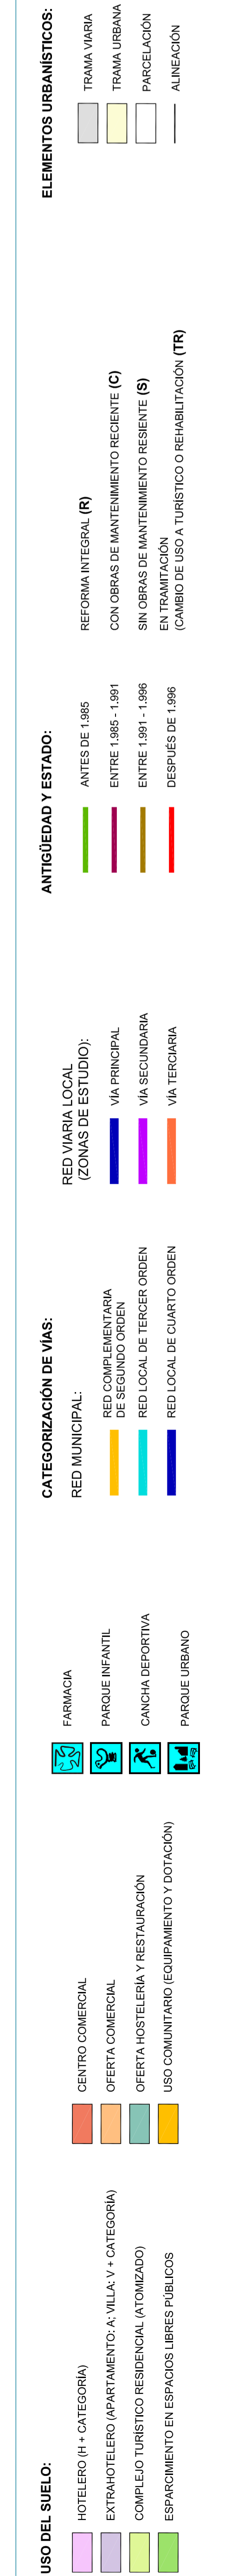 USO DEL SUELO:
HOTELERO (H + CATEGORÍA)
EXTRAHOTELERO (APARTAMENTO: A; VILLA: V + CATEGORÍA)
COMPLEJO TURÍSTICO RESIDENCIAL (ATOMIZADO)
ESPARCIMIENTO EN ESPACIOS LIBRES PÚBLICOS
CENTRO COMERCIAL
OFERTA COMERCIAL
OFERTA HOSTELERÍA Y RESTAURACIÓN
USO COMUNITARIO (EQUIPAMIENTO Y DOTACIÓN)
FARMACIA
PARQUE INFANTIL
CANCHA DEPORTIVA
PARQUE URBANO
CATEGORIZACIÓN DE VÍAS:
RED MUNICIPAL:
RED COMPLEMENTARIA
DE SEGUNDO ORDEN
RED LOCAL DE TERCER ORDEN
RED LOCAL DE CUARTO ORDEN
RED VIARIA LOCAL
(ZONAS DE ESTUDIO):
VÍA PRINCIPAL
VÍA SECUNDARIA
VÍA TERCIARIA
ANTIGÜEDAD Y ESTADO:
ANTES DE 1.985
ENTRE 1.985 - 1.991
ENTRE 1.991 - 1.996
DESPUÉS DE 1.996
REFORMA INTEGRAL (R)
CON OBRAS DE MANTENIMIENTO RECIENTE (C)
SIN OBRAS DE MANTENIMIENTO RESIENTE (S)
EN TRAMITACIÓN
(CAMBIO DE USO A TURÍSTICO O REHABILITACIÓN (TR)
ELEMENTOS URBANÍSTICOS:
TRAMA VIARIA
TRAMA URBANA
PARCELACIÓN
ALINEACIÓN